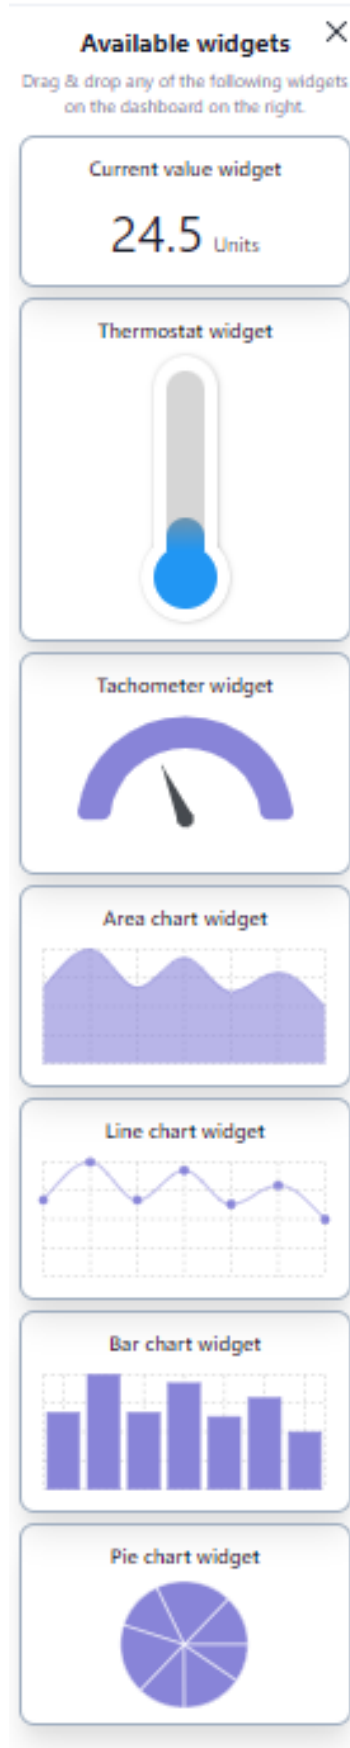 Available widgets
Drag & drop any of the following widgets
on the dashboard on the right.
Current value widget
24.5 Units
Thermostat widget
Tachometer widget
Area chart widget
Line chart widget
Bar chart widget
Pie chart widget